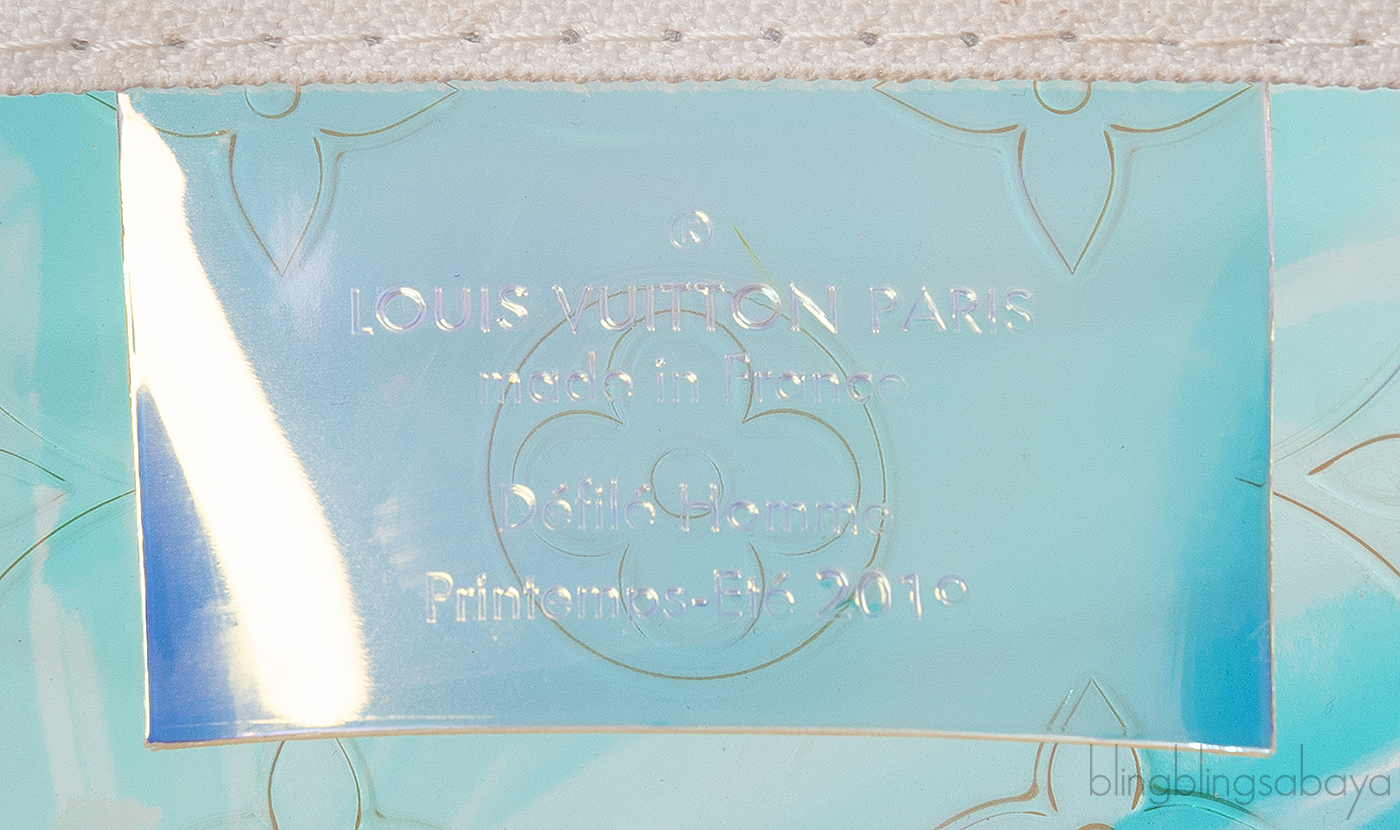 ®
LOUIS VUITTON PARIS
made in France
Défilé Homme
Printemps-Eté 2019
blingblingsabaya